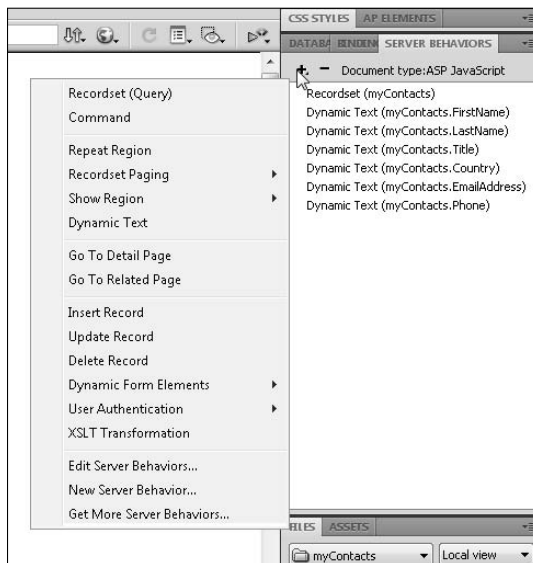 CSS STYLES AP ELEMENTS
SERVER BEHAVIORS
Document type:ASP JavaScript
Recordset (myContacts)
Dynamic Text (myContacts.FirstName)
Dynamic Text (myContacts.LastName)
Dynamic Text (myContacts.Title)
Dynamic Text (myContacts.Country)
Dynamic Text (myContacts.EmailAddress)
Dynamic Text (myContacts.Phone)
Recordset (Query)
Command
Repeat Region
Recordset Paging
Show Region
Dynamic Text
Go To Detail Page
Go To Related Page
Insert Record
Update Record
Delete Record
Dynamic Form Elements
User Authentication
XSLT Transformation
Edit Server Behaviors...
New Server Behavior...
Get More Server Behaviors...
FILES ASSETS
myContacts Local view